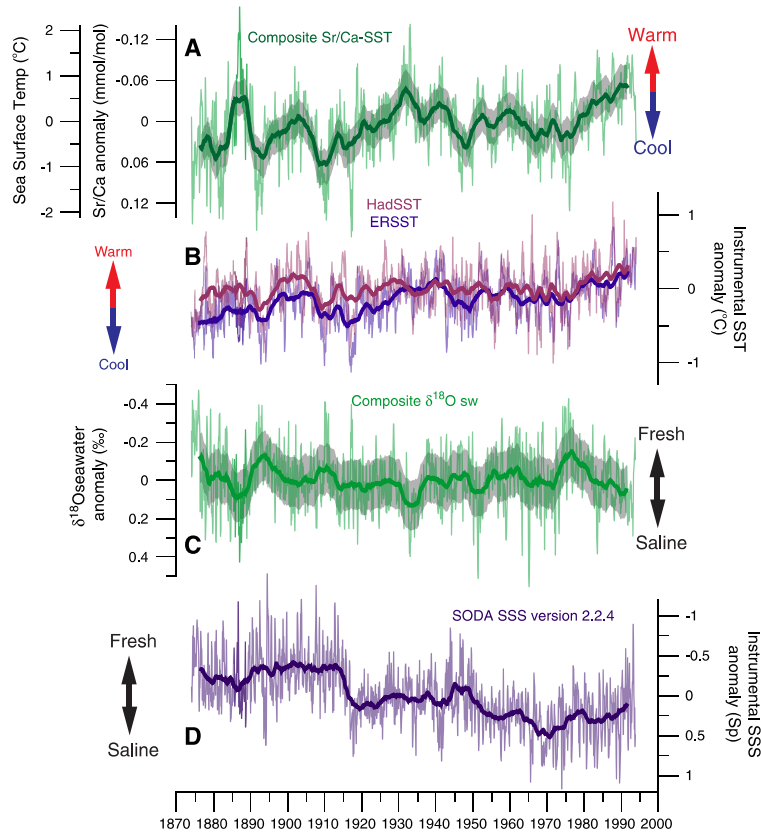 Sea Surface Temp (°C)
2
1
0
-1
-2
Sr/Ca anomaly (mmol/mol)
-0.12
-0.06
0
0.06
0.12
A
Composite Sr/Ca-SST
Warm
Cool
HadSST
ERSST
B
Warm
Cool
1
0
-1
Instrumental SST
anomaly (°C)
Composite δ18O sw
δ18Oseawater
anomaly (‰)
-0.4
-0.2
0
0.2
0.4
C
Fresh
Saline
SODA SSS version 2.2.4
Fresh
Saline
D
-1
-0.5
0
0.5
1
Instrumental SSS
anomaly (Sp)
1870 1880 1890 1900 1910 1920 1930 1940 1950 1960 1970 1980 1990 2000